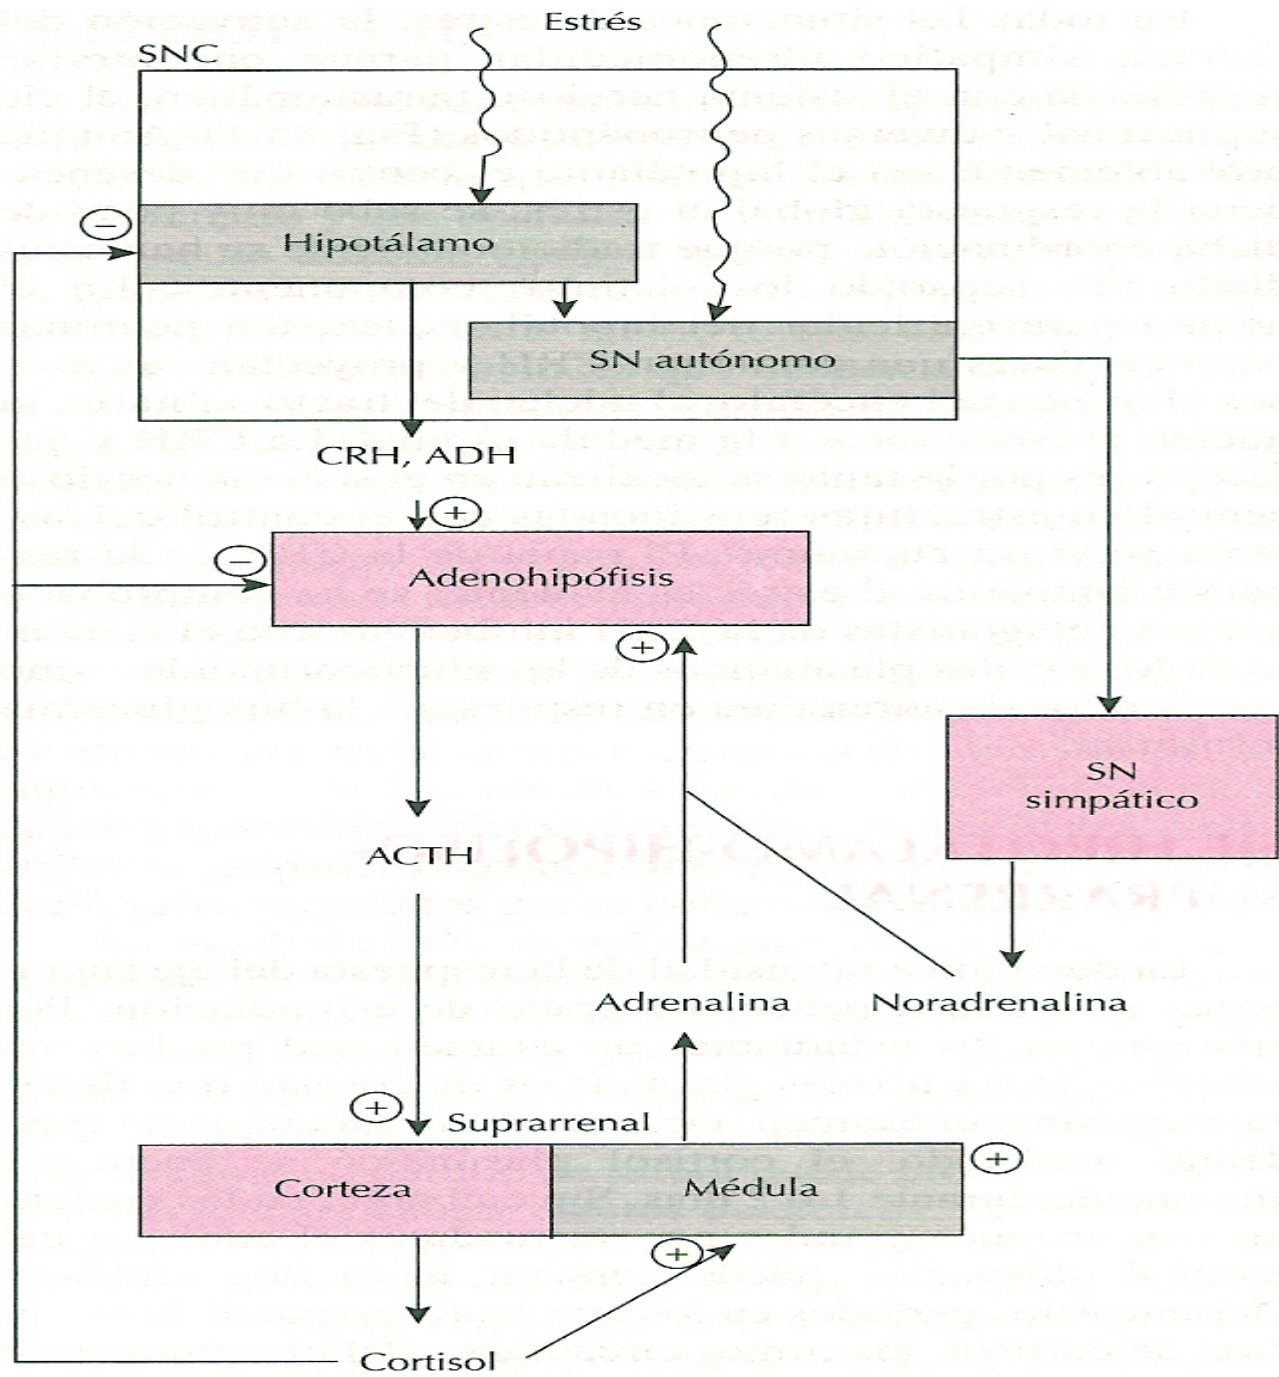 Estrés
SNC
−
Hipotálamo
SN autónomo
CRH, ADH
+
−
Adenohipófisis
+
SN
simpático
ACTH
Adrenalina
Noradrenalina
+
Suprarrenal
Corteza
Médula
+
+
Cortisol